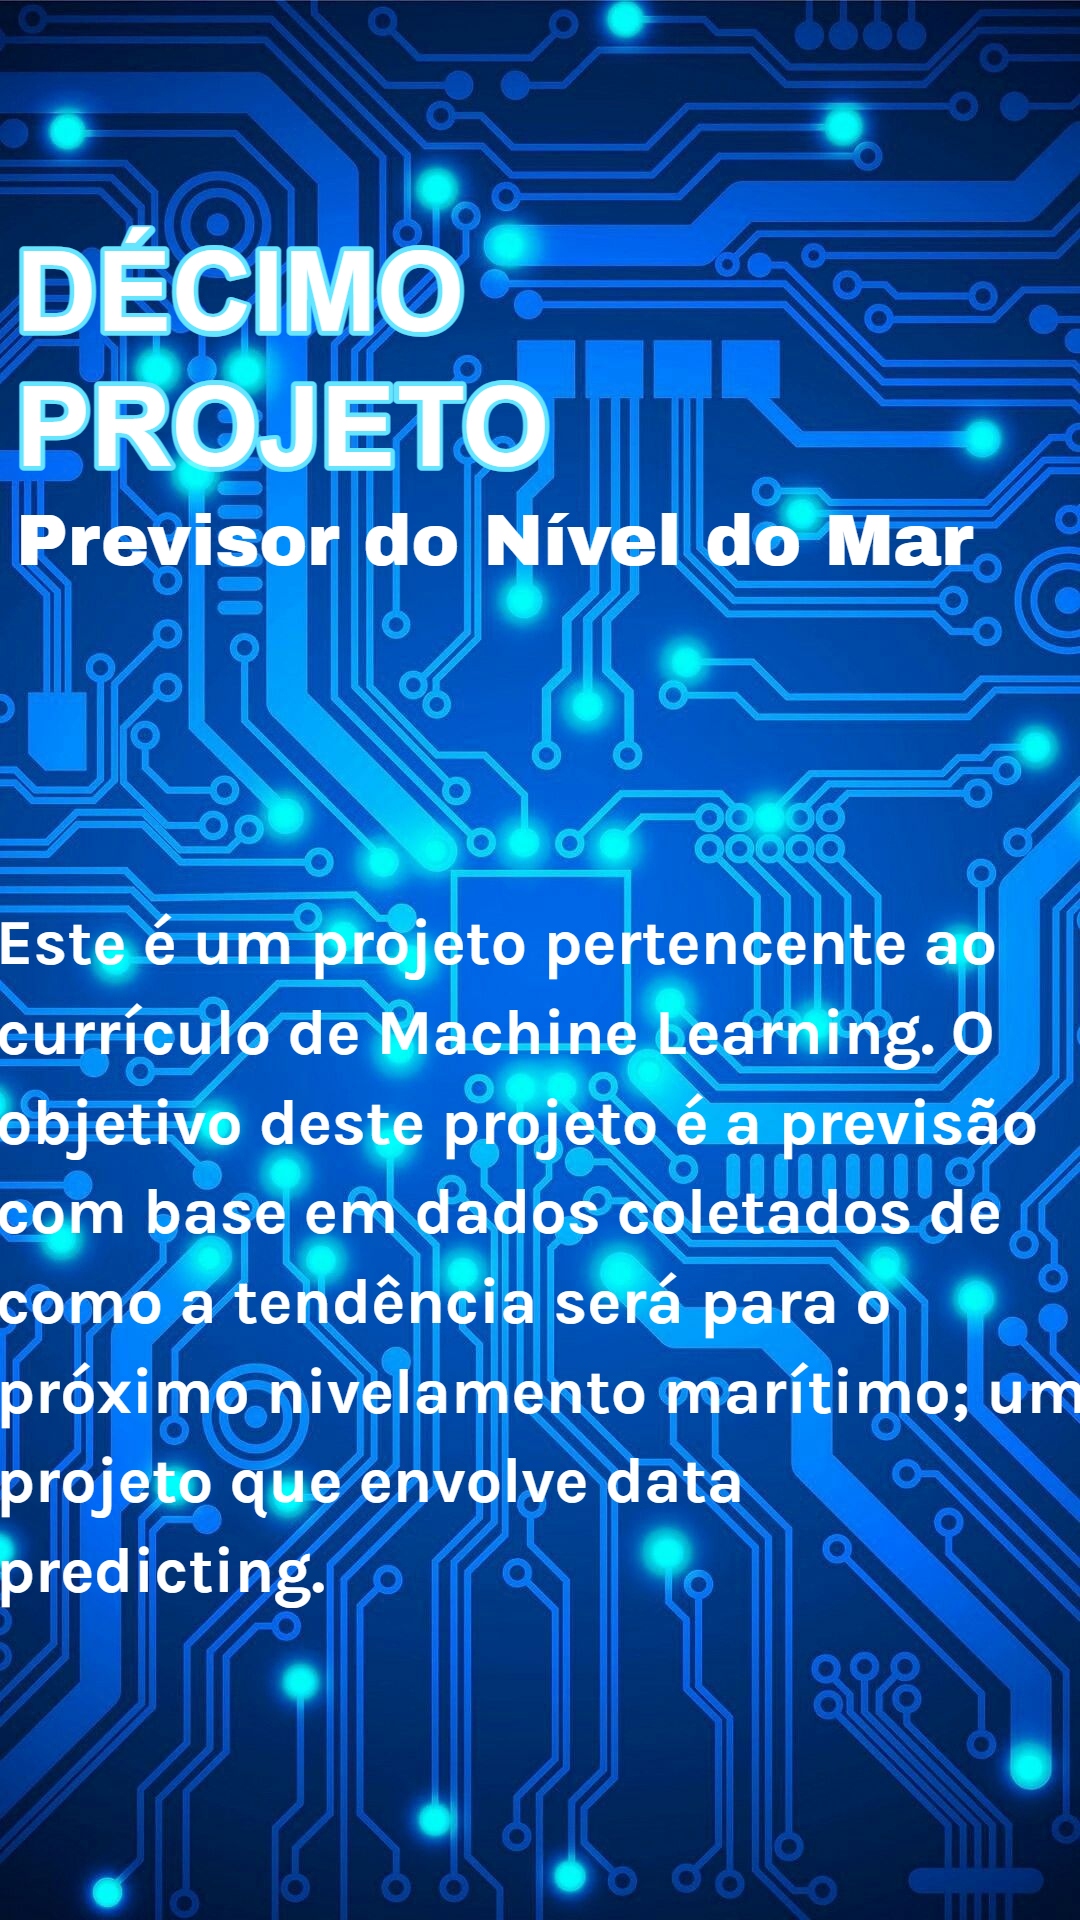 DÉCIMO
PROJETO
Previsor do Nível do Mar
Este é um projeto pertencente ao
currículo de Machine Learning. O
objetivo deste projeto é a previsão
com base em dados coletados de
como a tendência será para o
próximo nivelamento marítimo; um
projeto que envolve data
predicting.